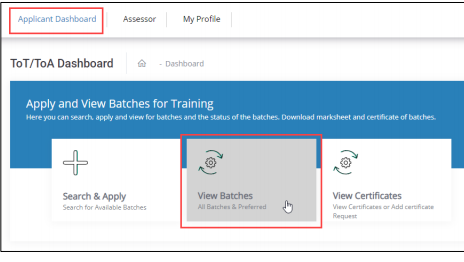 Applicant Dashboard Assessor My Profile
ToT/ToA Dashboard - Dashboard
Apply and View Batches for Training
Here you can search, apply and view for batches and the status of the batches. Download marksheet and certificate of batches.
Search & Apply
Search for Available Batches
View Batches
All Batches & Preferred
View Certificates
View Certificates or Add certificate
Request